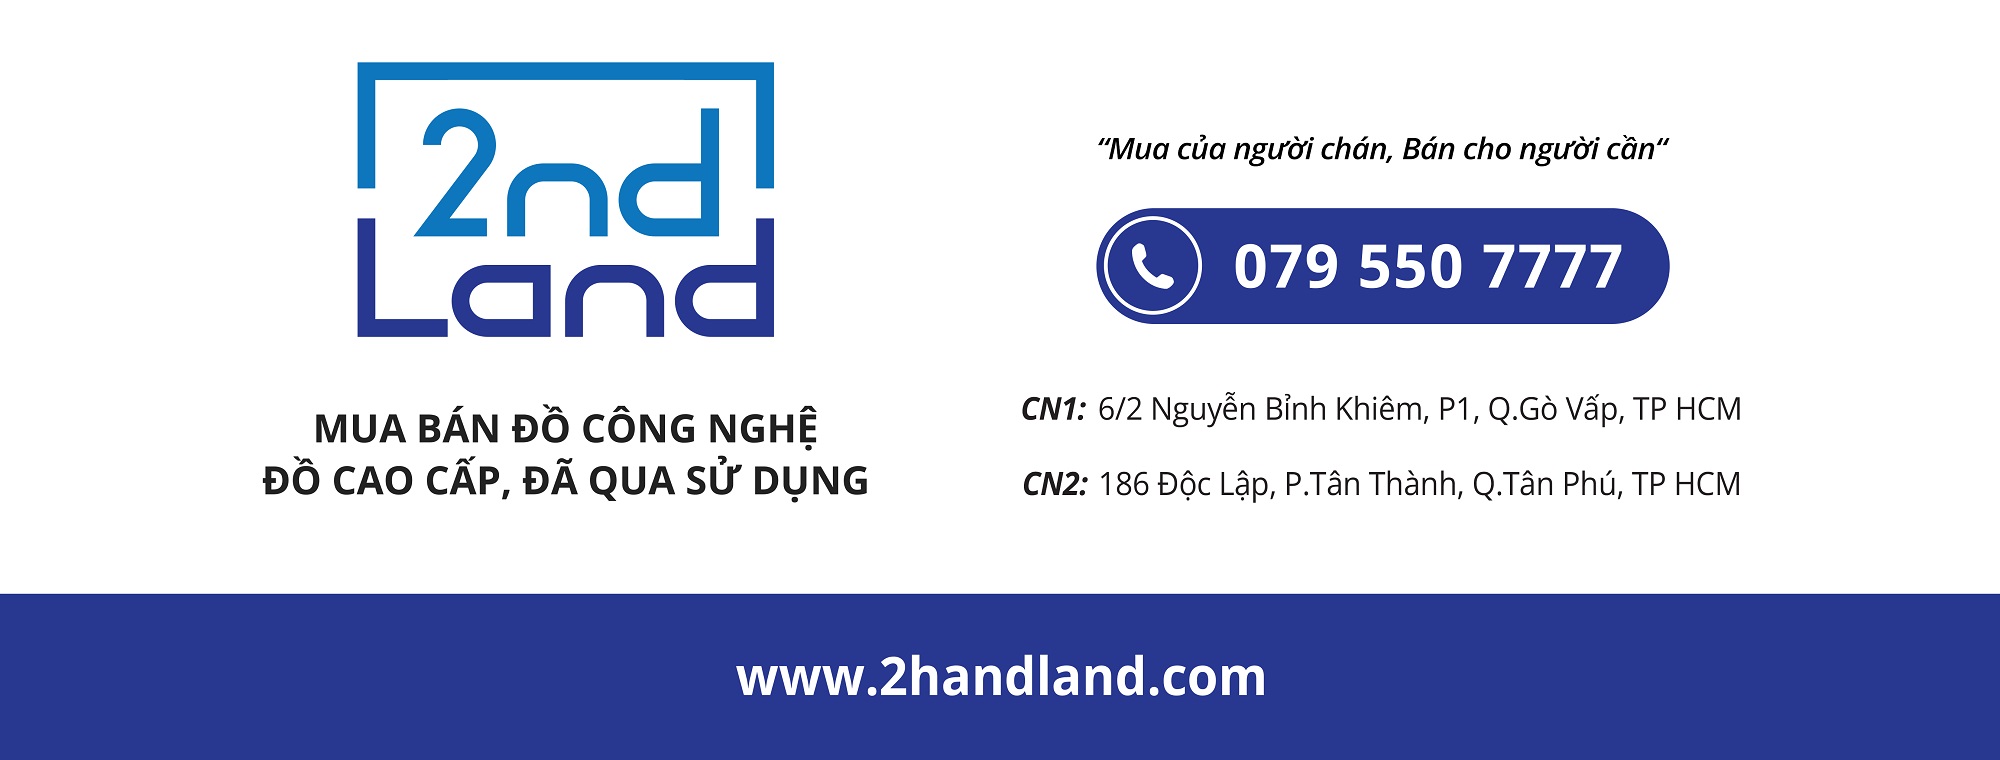 2nd
Land
MUA BÁN ĐỒ CÔNG NGHỆ
ĐỒ CAO CẤP, ĐÃ QUA SỬ DỤNG
“Mua của người chán, Bán cho người cần“
079 550 7777
CN1: 6/2 Nguyễn Bỉnh Khiêm, P1, Q.Gò Vấp, TP HCM
CN2: 186 Độc Lập, P.Tân Thành, Q.Tân Phú, TP HCM
www.2handland.com